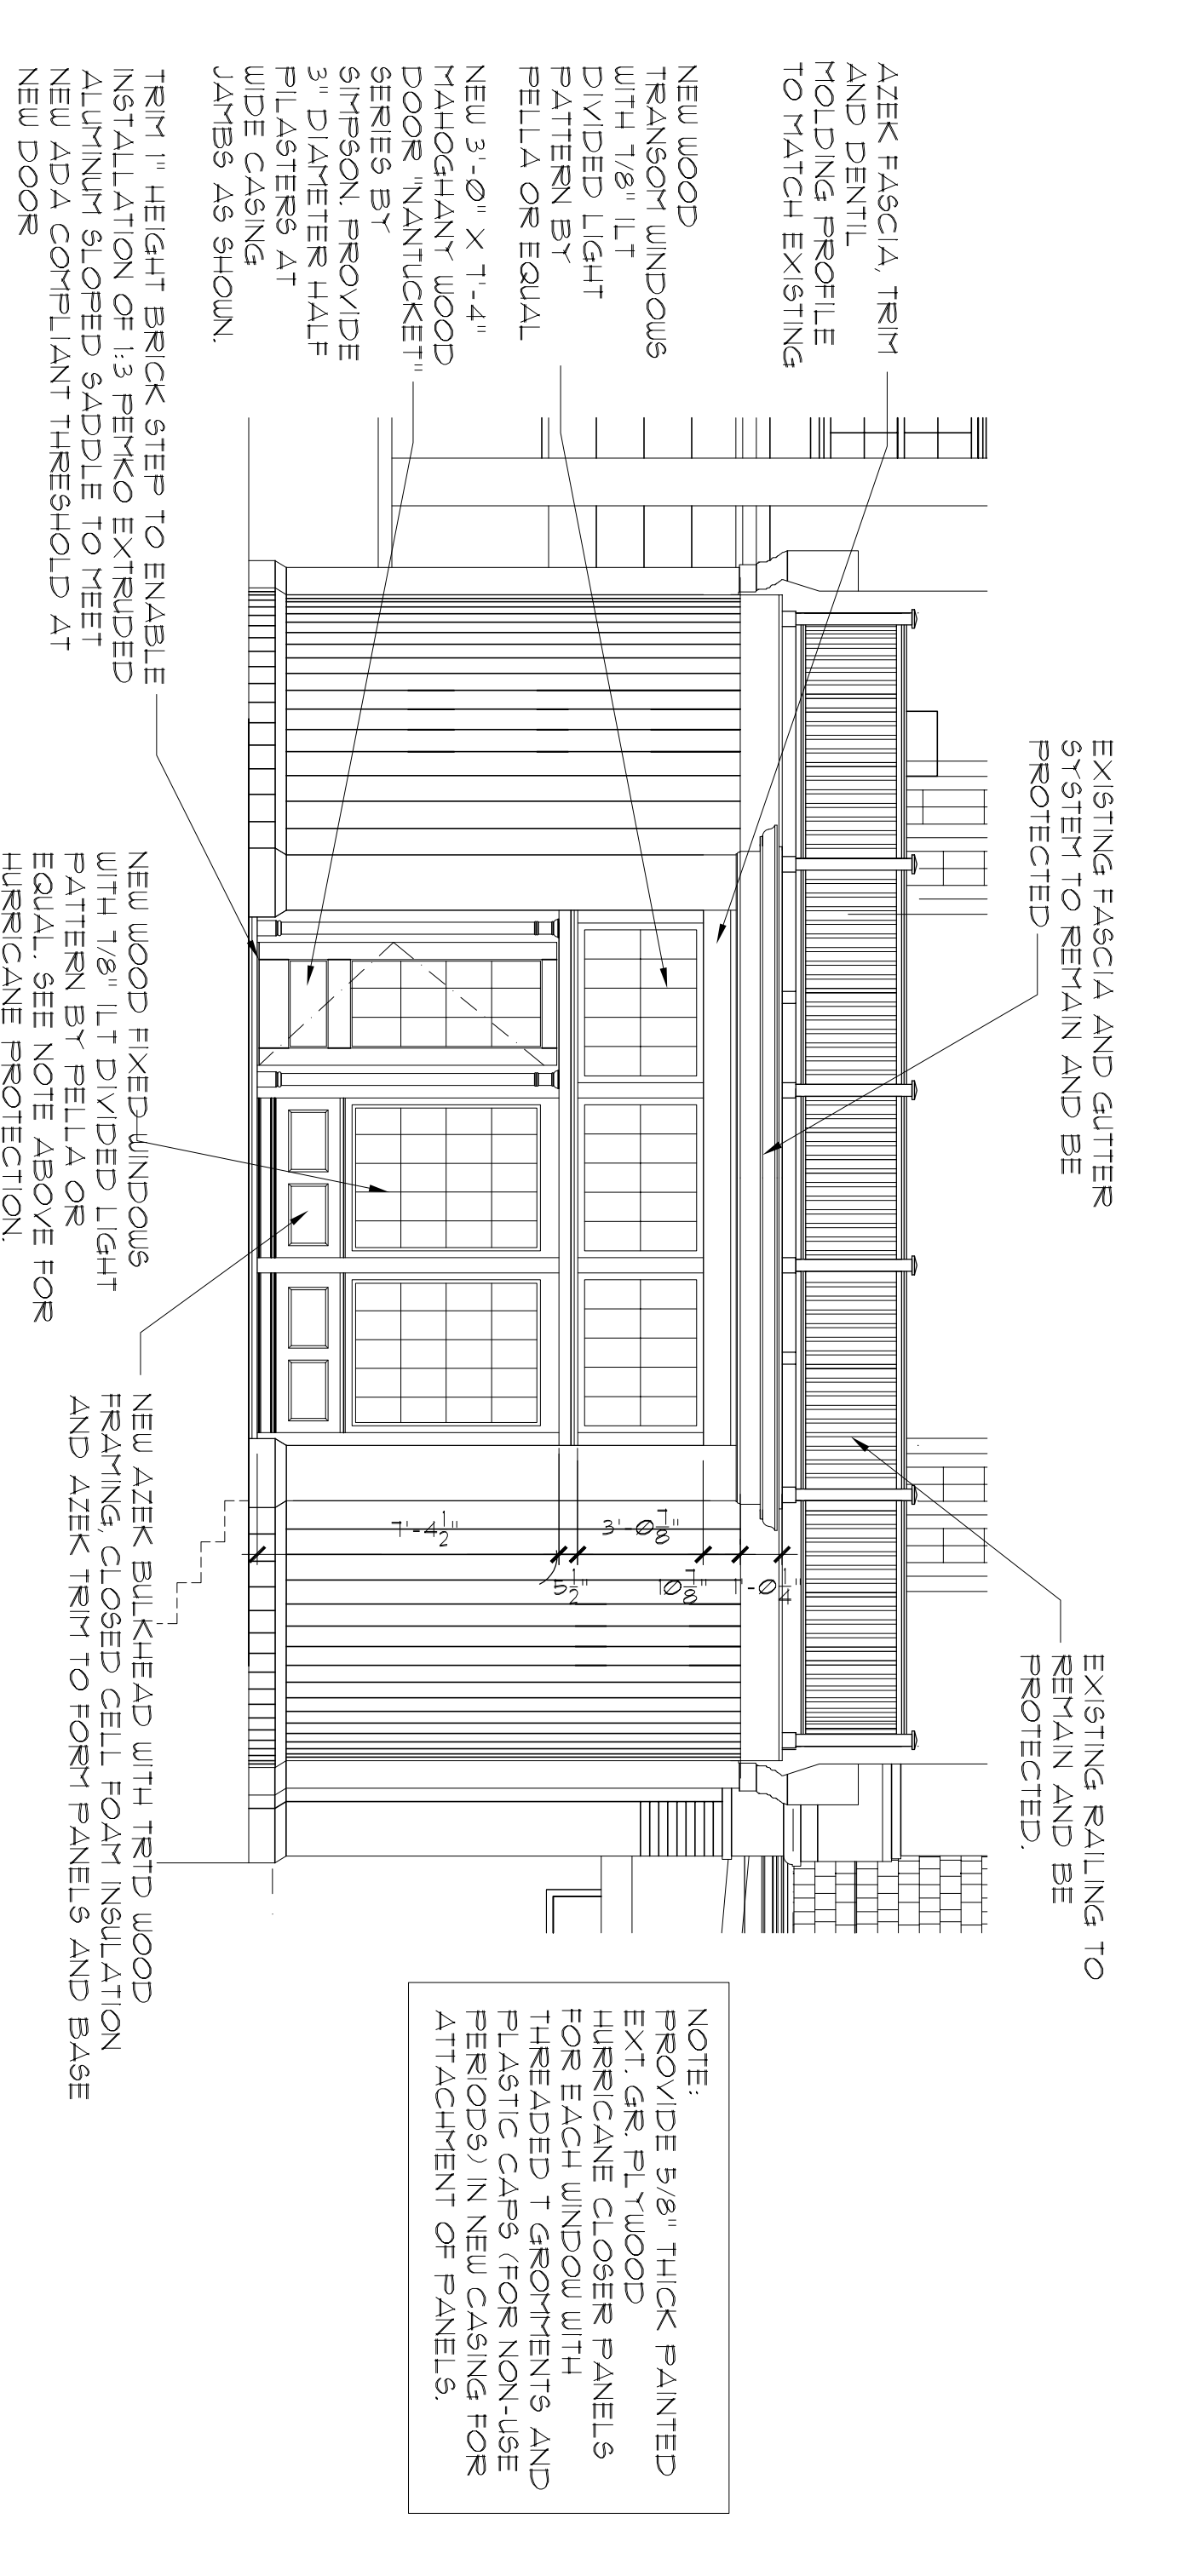 AZEK FASCIA, TRIM
AND DENTIL
MOLDING PROFILE
TO MATCH EXISTING
NEW WOOD
TRANSOM WINDOWS
WITH 7/8" ILT
DIVIDED LIGHT
PATTERN BY
PELLA OR EQUAL
NEW 3'-0" X 7'-4"
MAHOGHANY WOOD
DOOR "NANTUCKET"
SERIES BY
SIMPSON. PROVIDE
3" DIAMETER HALF
PILASTERS AT
WIDE CASING
JAMBS AS SHOWN.
TRIM 1" HEIGHT BRICK STEP TO ENABLE
INSTALLATION OF 1:3 PEMKO EXTRUDED
ALUMINUM SLOPED SADDLE TO MEET
NEW ADA COMPLIANT THRESHOLD AT
NEW DOOR
EXISTING FASCIA AND GUTTER
SYSTEM TO REMAIN AND BE
PROTECTED
NEW WOOD FIXED WINDOWS
WITH 7/8" ILT DIVIDED LIGHT
PATTERN BY PELLA OR
EQUAL. SEE NOTE ABOVE FOR
HURRICANE PROTECTION.
NEW AZEK BULKHEAD WITH TRTD WOOD
FRAMING, CLOSED CELL FOAM INSULATION
AND AZEK TRIM TO FORM PANELS AND BASE
1'-0 1/4"
10 7/8"
3'-0 7/8"
5 1/2"
7'-4 1/2"
EXISTING RAILING TO
REMAIN AND BE
PROTECTED.
NOTE:
PROVIDE 5/8" THICK PAINTED
EXT. GR. PLYWOOD
HURRICANE CLOSER PANELS
FOR EACH WINDOW WITH
THREADED T GROMMENTS AND
PLASTIC CAPS (FOR NON-USE
PERIODS) IN NEW CASING FOR
ATTACHMENT OF PANELS.